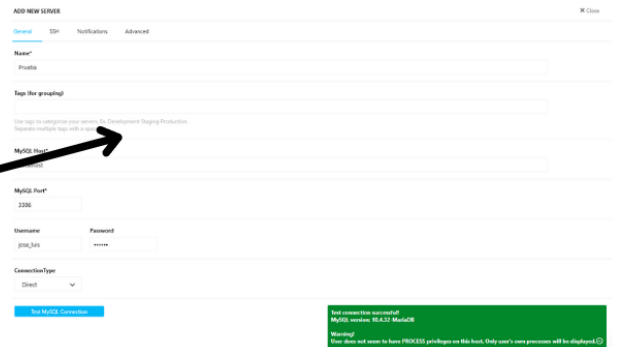 ADD NEW SERVER
✕ Close
General SSH Notifications Advanced
Name*
Prueba
Tags (for grouping)
Use tags to categorise your servers. Ex. Development Staging Production.
Separate multiple tags with a
MySQL Host*
MySQL Port*
3306
Username Password
jose_luis ••••••
ConnectionType
Direct
Test MySQL Connection
Test connection successful!
MySQL version: 10.4.32-MariaDB
Warning!
User does not seem to have PROCESS privileges on this host. Only user's own processes will be displayed.